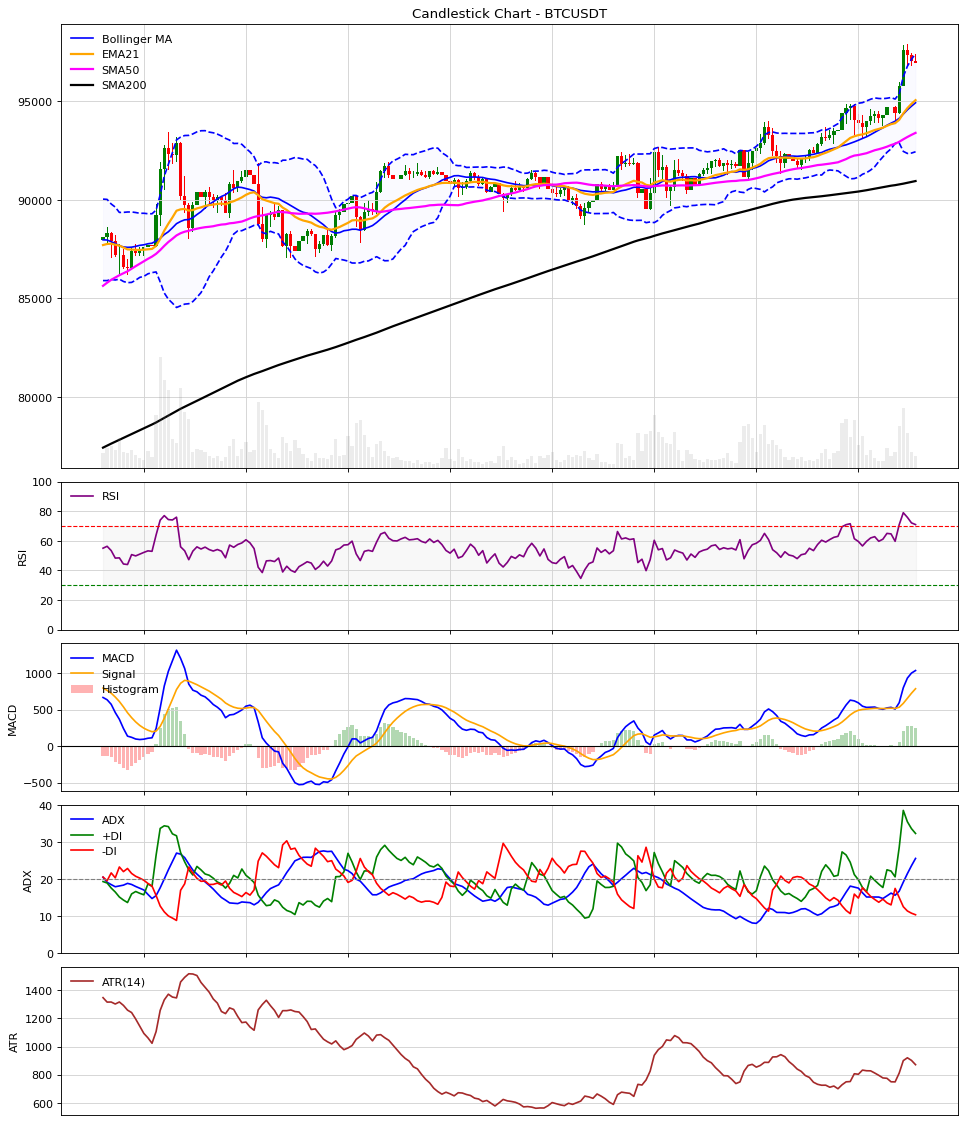 Candlestick Chart - BTCUSDT
Bollinger MA
EMA21
SMA50
SMA200
95000
90000
85000
80000
RSI
100
80
60
40
20
0
RSI
MACD
Signal
Histogram
1000
500
0
−500
MACD
ADX
+DI
-DI
40
30
20
10
0
ADX
ATR(14)
1400
1200
1000
800
600
ATR